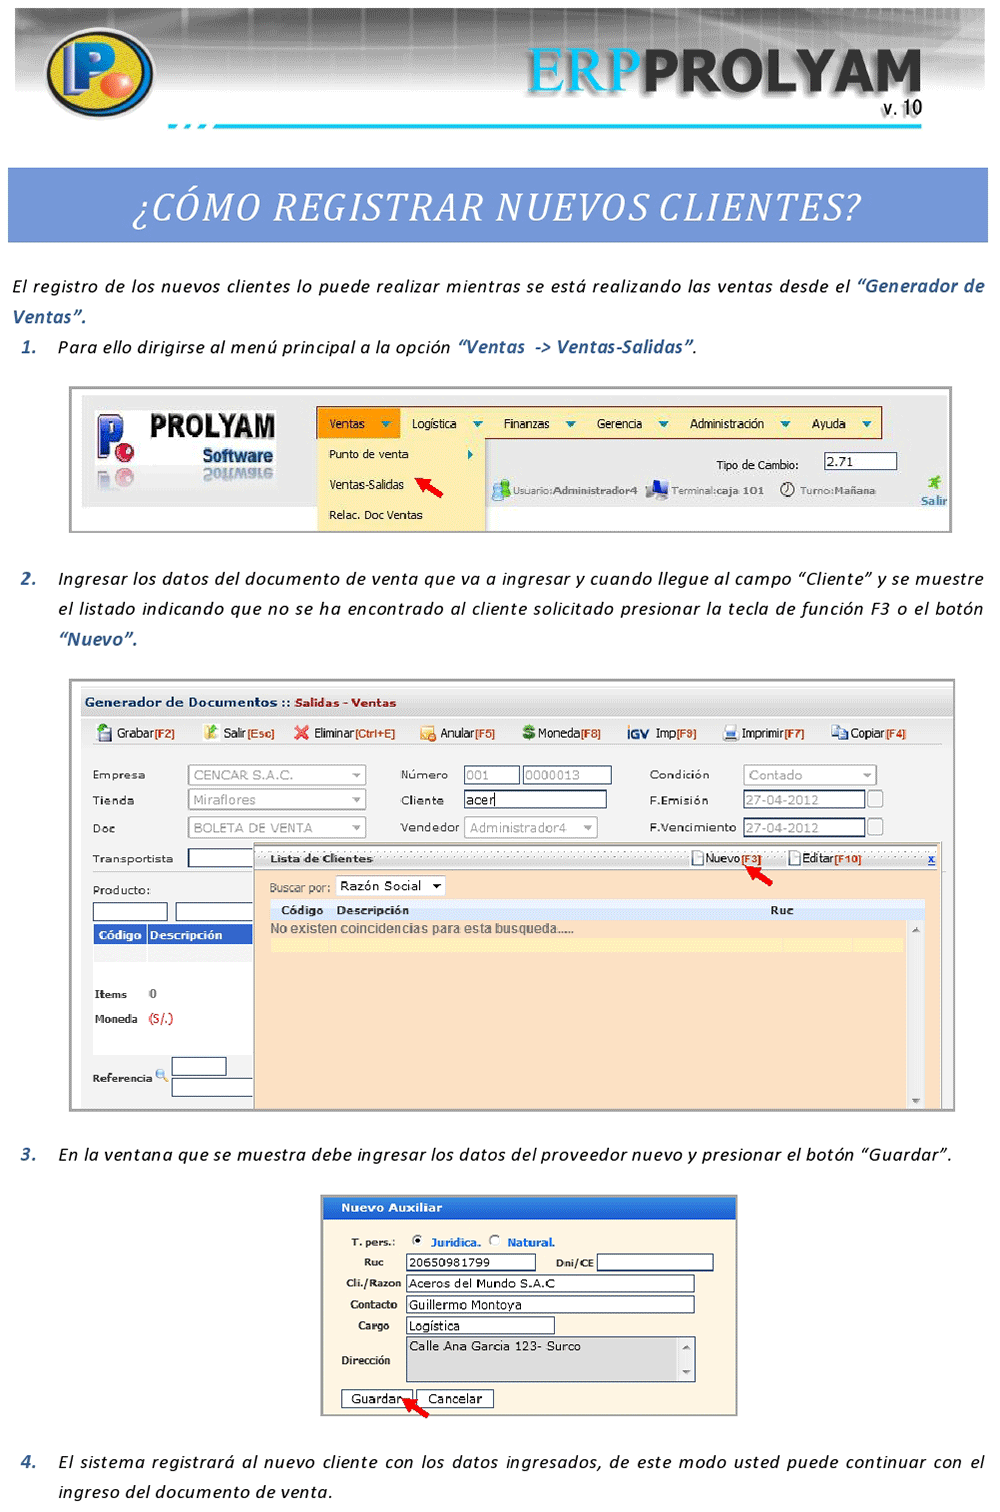 ERPPROLYAM
v. 10
¿CÓMO REGISTRAR NUEVOS CLIENTES?
El registro de los nuevos clientes lo puede realizar mientras se está realizando las ventas desde el “Generador de
Ventas”.
1. Para ello dirigirse al menú principal a la opción “Ventas -> Ventas-Salidas”.
PROLYAM
Software
Ventas Logística Finanzas Gerencia Administración Ayuda
Punto de venta
Tipo de Cambio: 2.71
Ventas-Salidas
Usuario:Administrador4 Terminal:caja 101 Turno:Mañana
Salir
Relac. Doc Ventas
2. Ingresar los datos del documento de venta que va a ingresar y cuando llegue al campo “Cliente” y se muestre
el listado indicando que no se ha encontrado al cliente solicitado presionar la tecla de función F3 o el botón
“Nuevo”.
Generador de Documentos :: Salidas - Ventas
Grabar[F2] Salir[Esc] Eliminar[Ctrl+E] Anular[F5] Moneda[F8] IGV Imp[F9] Imprimir[F7] Copiar[F4]
Empresa CENCAR S.A.C. Número 001 0000013 Condición Contado
Tienda Miraflores Cliente acer F.Emisión 27-04-2012
Doc BOLETA DE VENTA Vendedor Administrador4 F.Vencimiento 27-04-2012
Transportista
Lista de Clientes Nuevo[F3] Editar[F10] x
Producto:
Buscar por: Razón Social
Código Descripción Ruc
No existen coincidencias para esta busqueda.....
Código Descripción
Items 0
Moneda (S/.)
Referencia
3. En la ventana que se muestra debe ingresar los datos del proveedor nuevo y presionar el botón “Guardar”.
Nuevo Auxiliar
T. pers.: Juridica. Natural.
Ruc 20650981799 Dni/CE
Cli./Razon Aceros del Mundo S.A.C
Contacto Guillermo Montoya
Cargo Logística
Dirección Calle Ana Garcia 123- Surco
Guardar Cancelar
4. El sistema registrará al nuevo cliente con los datos ingresados, de este modo usted puede continuar con el
ingreso del documento de venta.